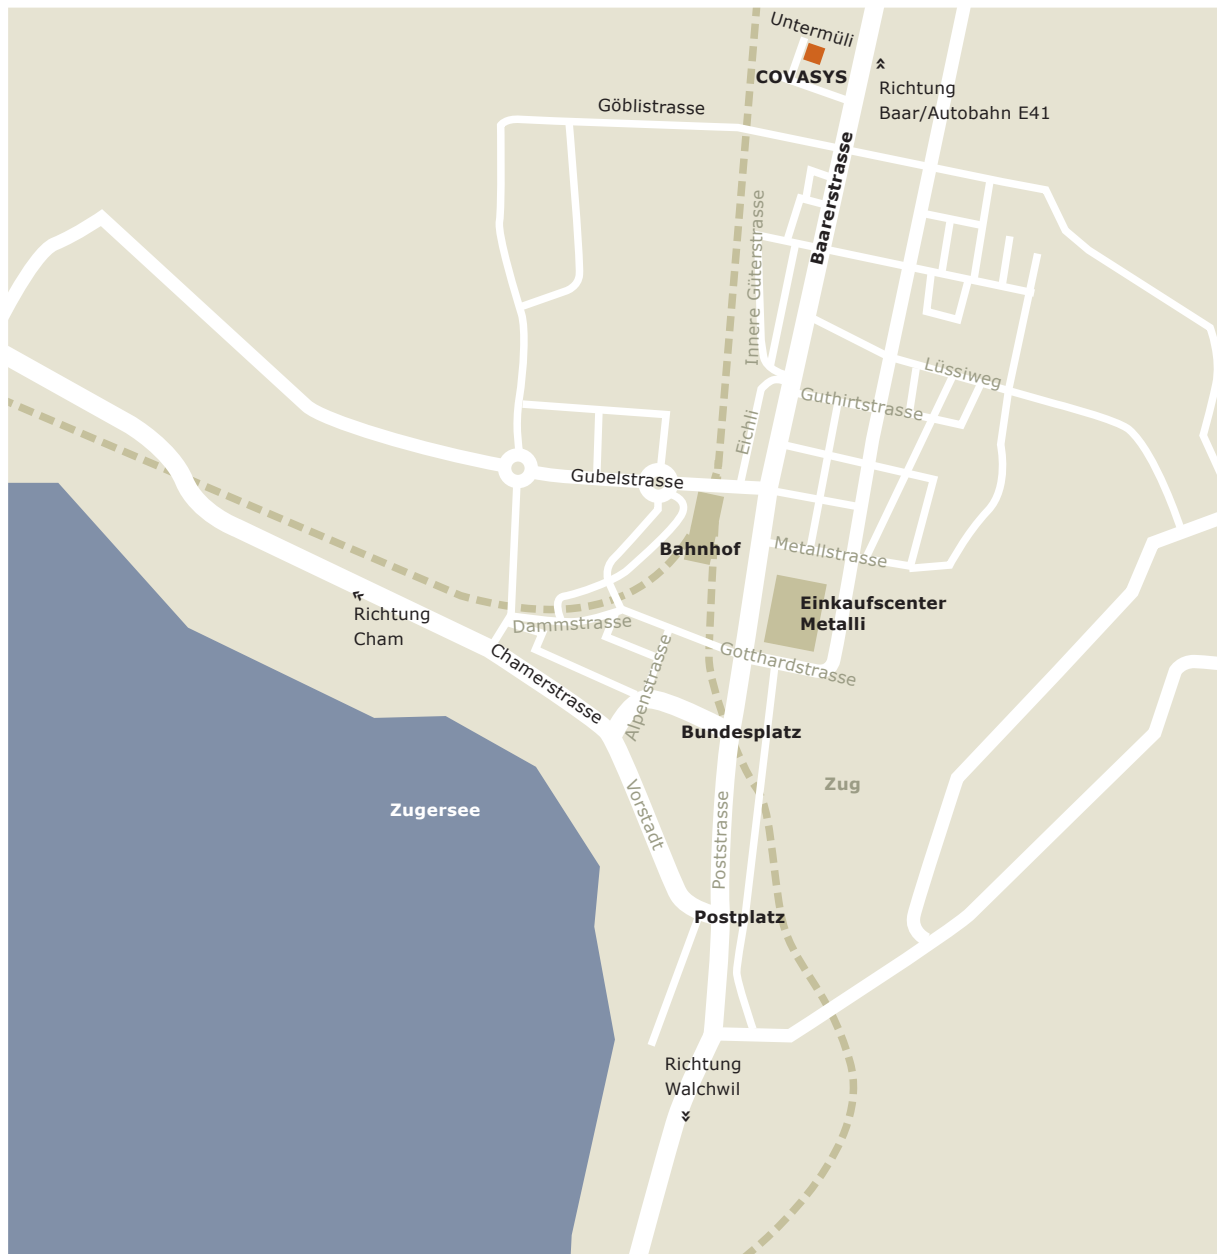 Untermüli
COVASYS
Richtung
Baar/Autobahn E41
Göblistrasse
Baarerstrasse
Innere Güterstrasse
Lüssiweg
Guthirtstrasse
Eichli
Gubelstrasse
Bahnhof
Metallstrasse
Einkaufscenter
Metalli
Richtung
Cham
Dammstrasse
Gotthardstrasse
Chamerstrasse
Alpenstrasse
Bundesplatz
Zug
Zugersee
Vorstadt
Poststrasse
Postplatz
Richtung
Walchwil